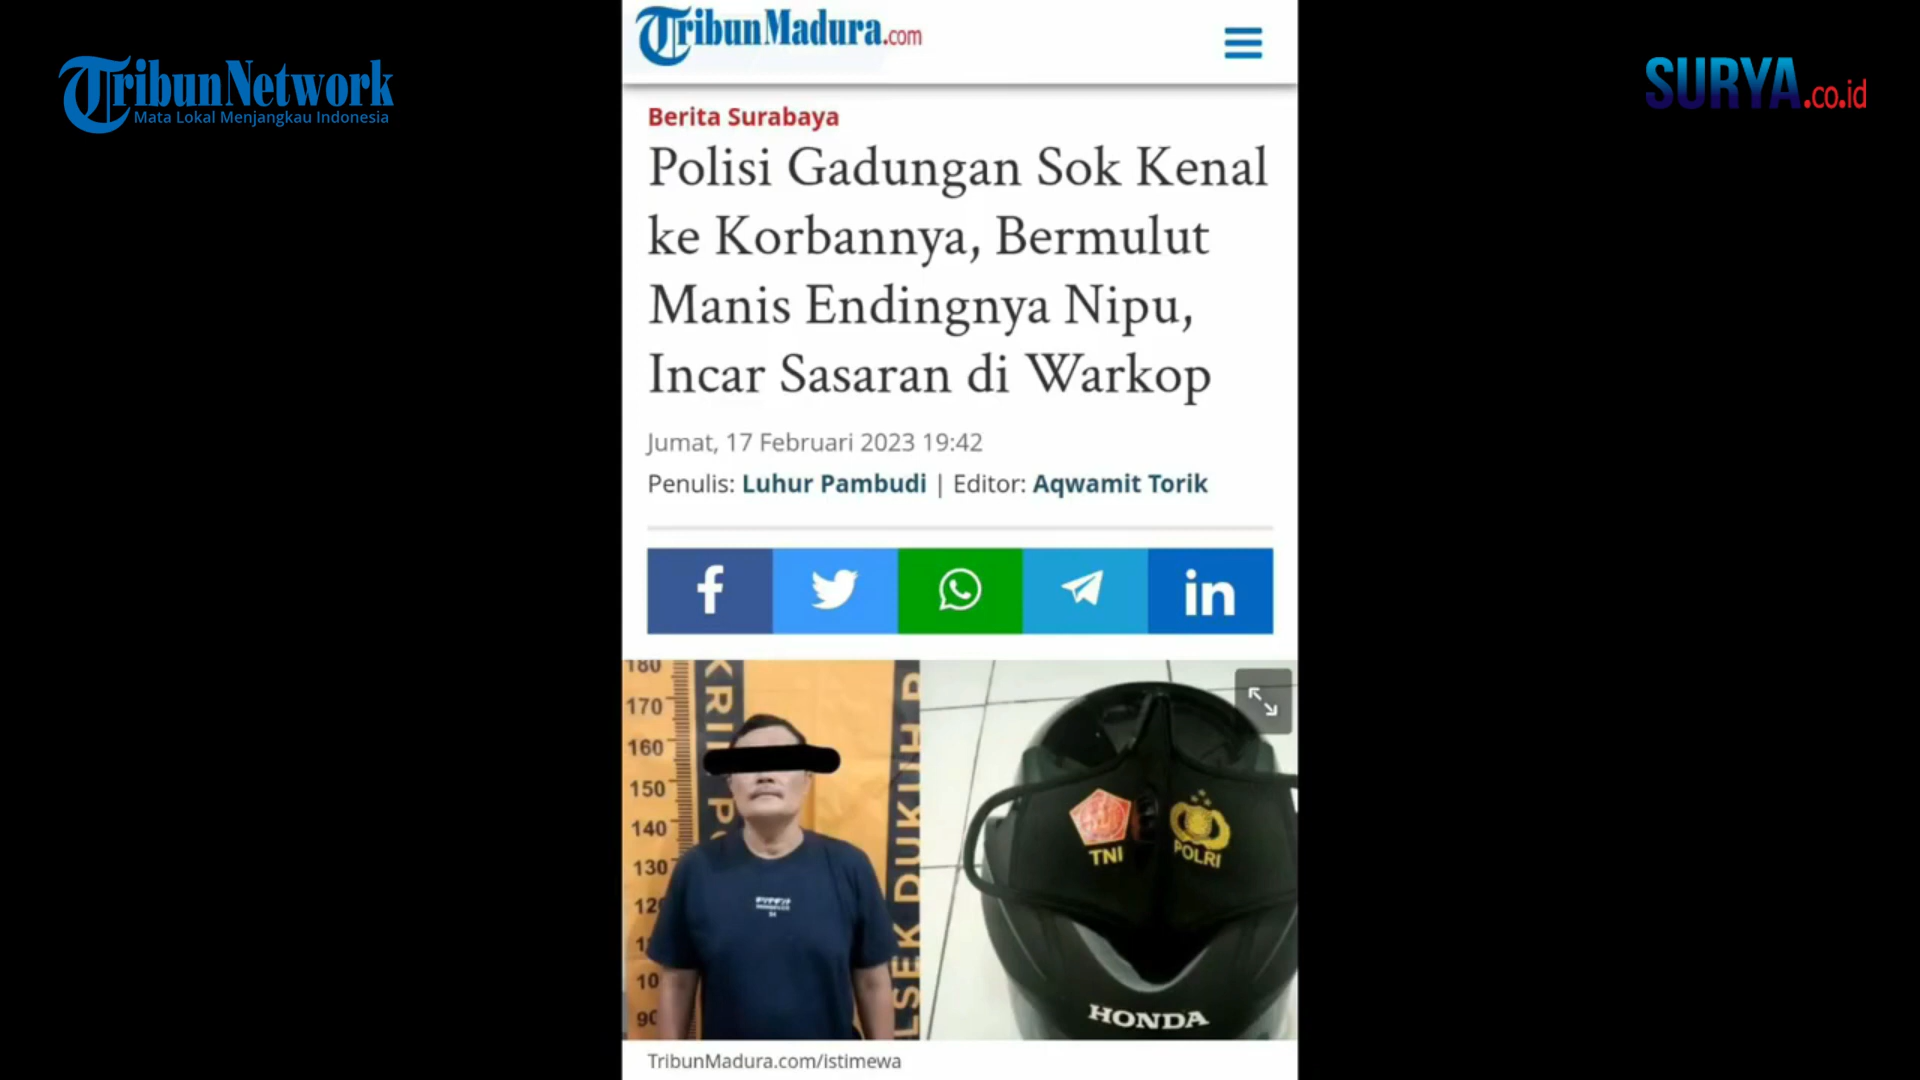 TribunMadura.com
TribunNetwork
Mata Lokal Menjangkau Indonesia
SURYA.co.id
Berita Surabaya
Polisi Gadungan Sok Kenal
ke Korbannya, Bermulut
Manis Endingnya Nipu,
Incar Sasaran di Warkop
Jumat, 17 Februari 2023 19:42
Penulis: Luhur Pambudi | Editor: Aqwamit Torik
180
170
160
150
140
130
TNI
POLRI
HONDA
TribunMadura.com/istimewa